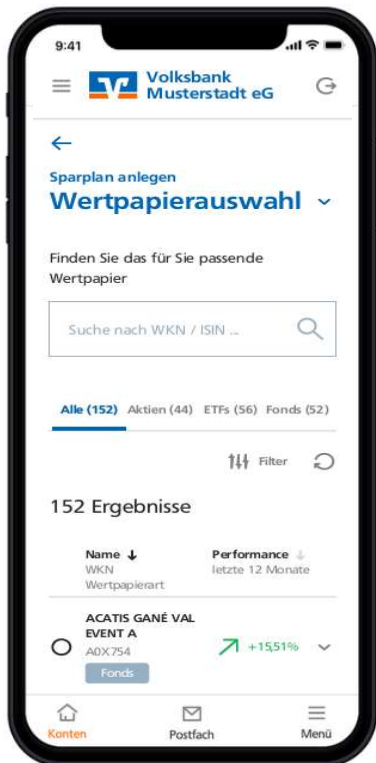 9:41
Volksbank
Musterstadt eG
Sparplan anlegen
Wertpapierauswahl
Finden Sie das für Sie passende
Wertpapier
Suche nach WKN / ISIN ...
Alle (152) Aktien (44) ETFs (56) Fonds (52)
Filter
152 Ergebnisse
Name Performance
WKN letzte 12 Monate
Wertpapierart
ACATIS GANÉ VAL
EVENT A
A0X754 +15,51%
Fonds
Konten Postfach Menü